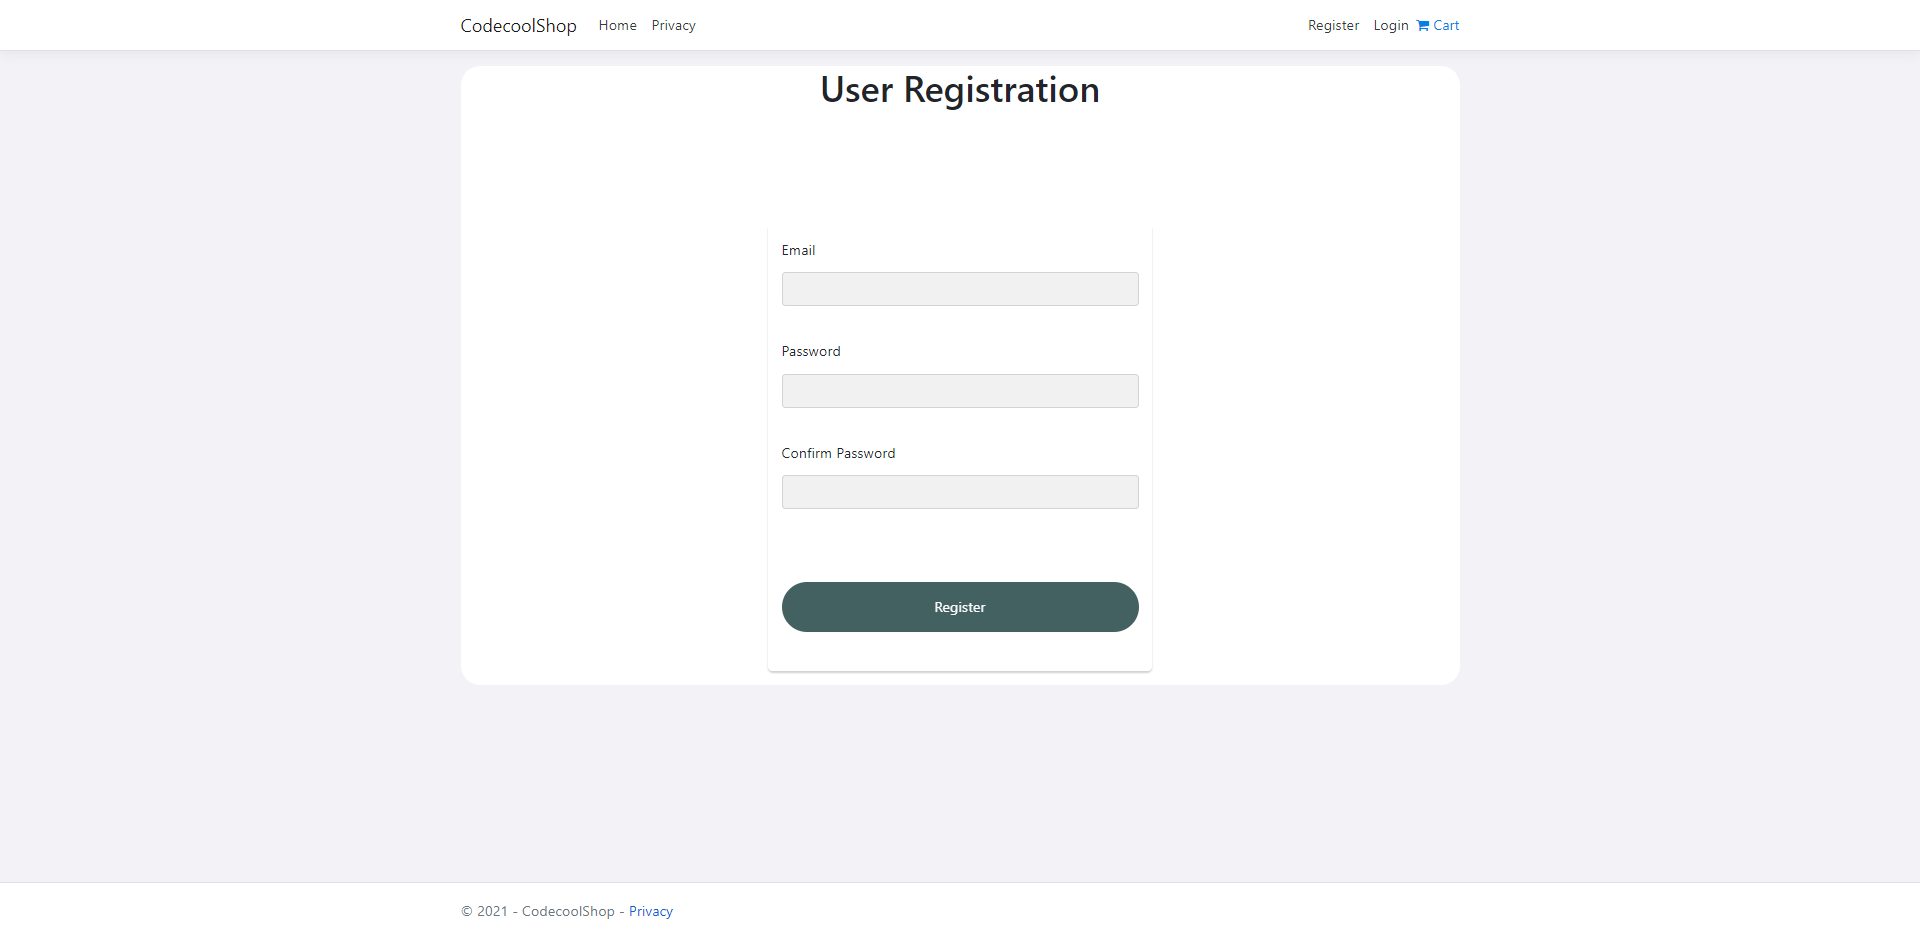 CodecoolShop Home Privacy Register Login Cart
User Registration
Email
Password
Confirm Password
Register
© 2021 - CodecoolShop - Privacy